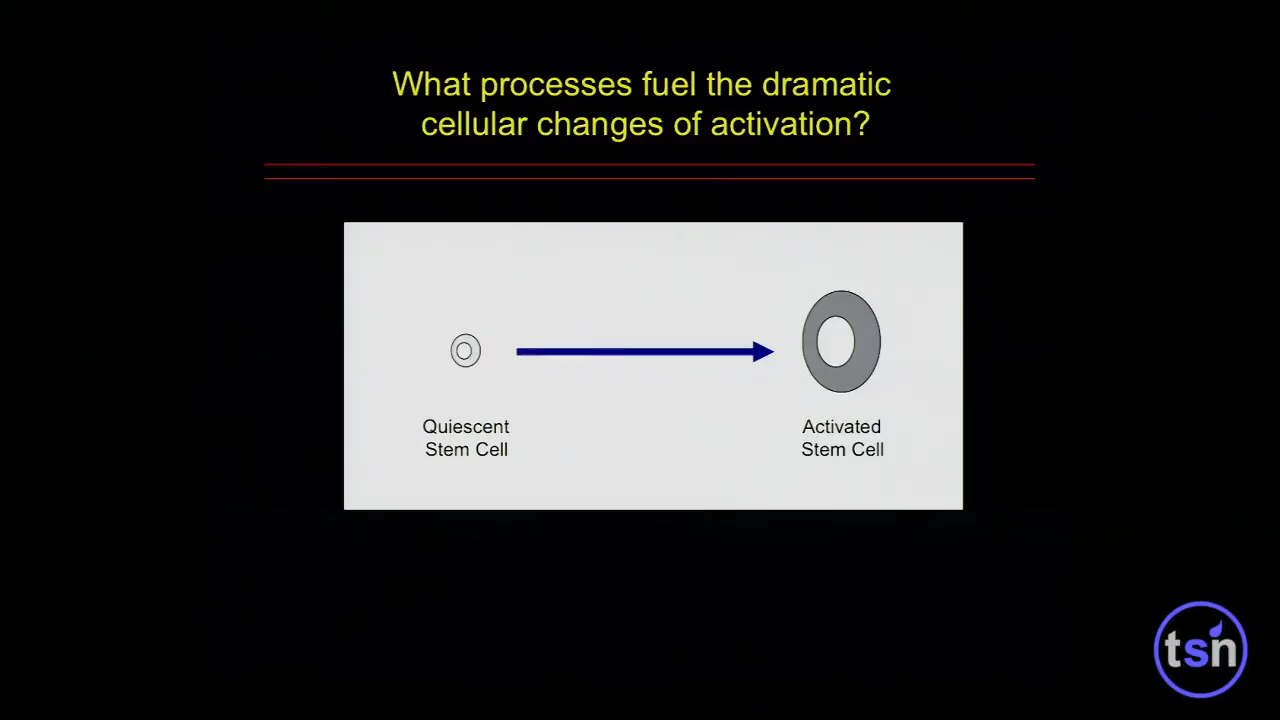 What processes fuel the dramatic
cellular changes of activation?
Quiescent
Stem Cell
Activated
Stem Cell
tsn